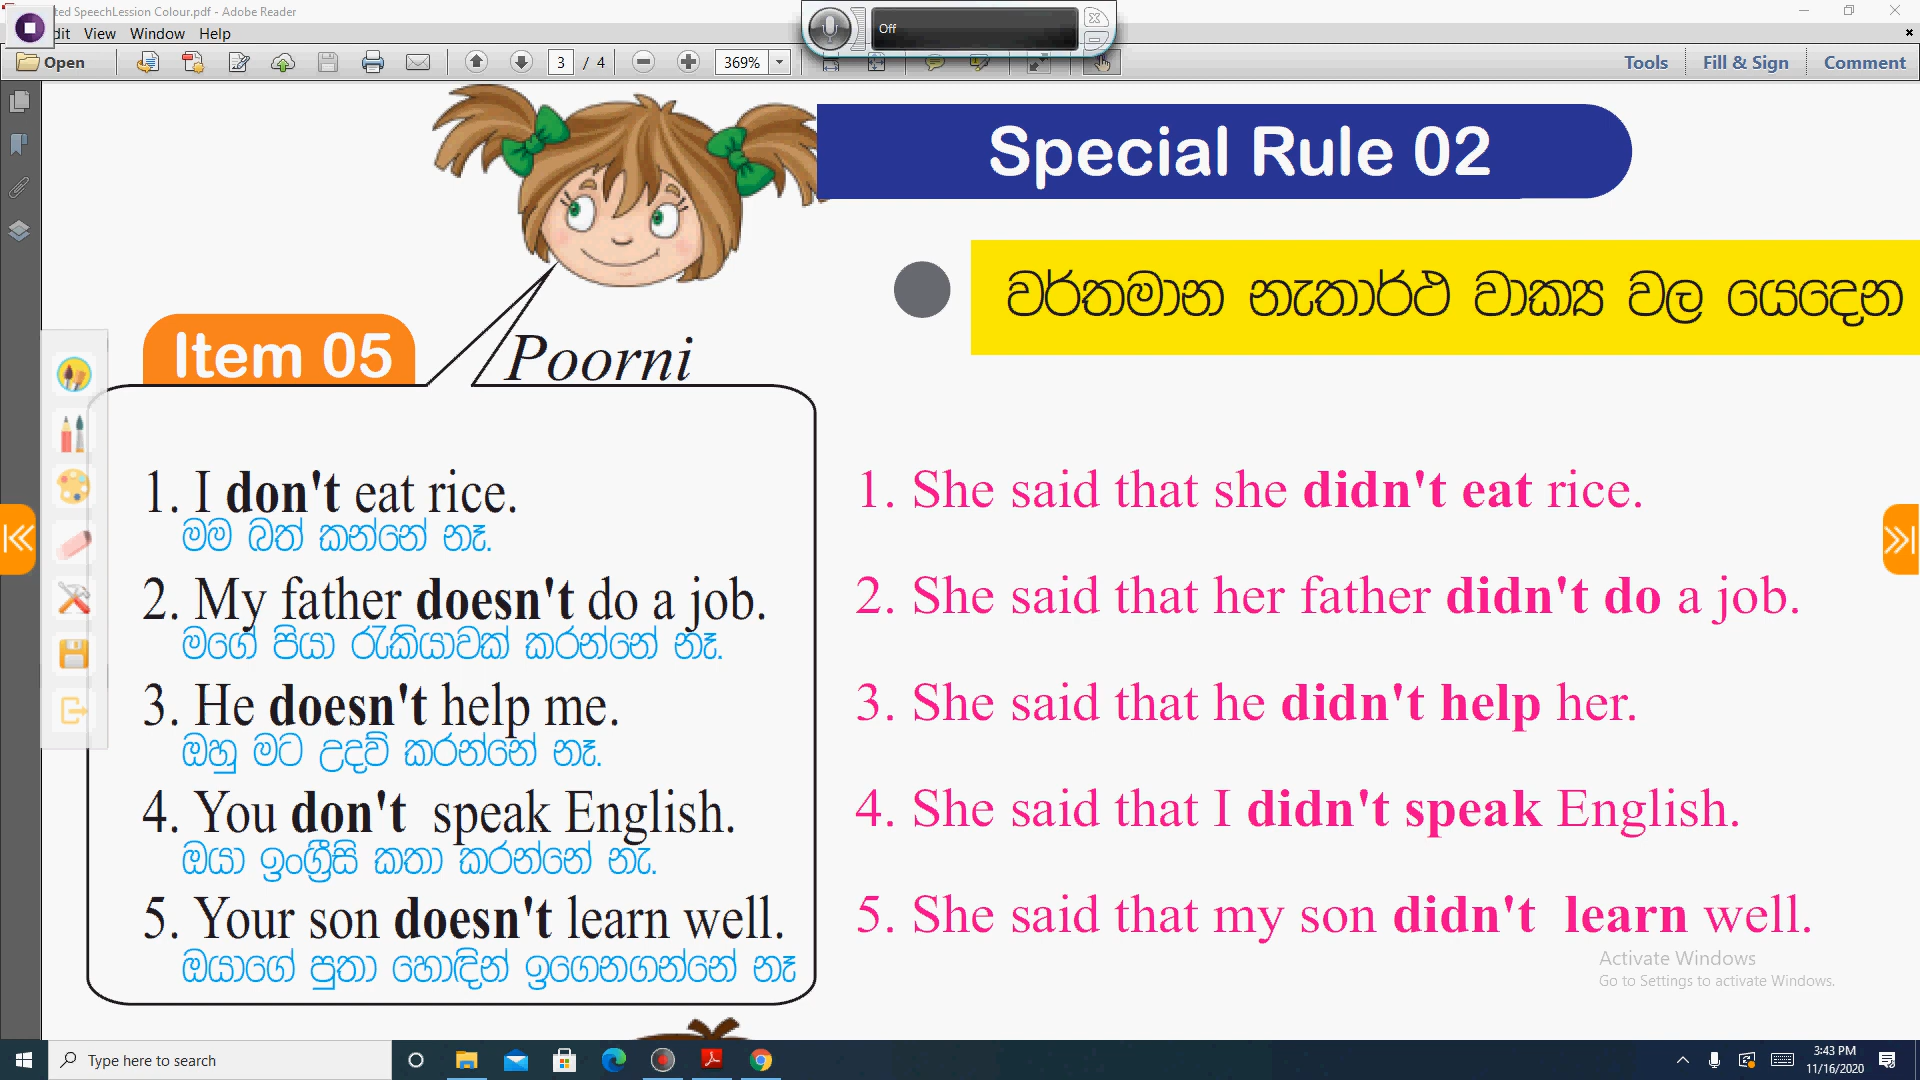 ted SpeechLession Colour.pdf - Adobe Reader
dit View Window Help
Off
Open
3 / 4
369%
Tools Fill & Sign Comment
Special Rule 02
වර්තමාන නැතාර්ථ වාක්‍ය වල යෙදෙන
Item 05
Poorni
1. I don't eat rice.
මම බත් කන්නේ නෑ.
2. My father doesn't do a job.
මගේ පියා රැකියාවක් කරන්නේ නෑ.
3. He doesn't help me.
ඔහු මට උදව් කරන්නේ නෑ.
4. You don't speak English.
ඔයා ඉංග්‍රීසි කතා කරන්නේ නැ.
5. Your son doesn't learn well.
ඔයාගේ පුතා හොඳින් ඉගෙනගන්නේ නෑ
1. She said that she didn't eat rice.
2. She said that her father didn't do a job.
3. She said that he didn't help her.
4. She said that I didn't speak English.
5. She said that my son didn't learn well.
Activate Windows
Go to Settings to activate Windows.
Type here to search
3:43 PM
11/16/2020